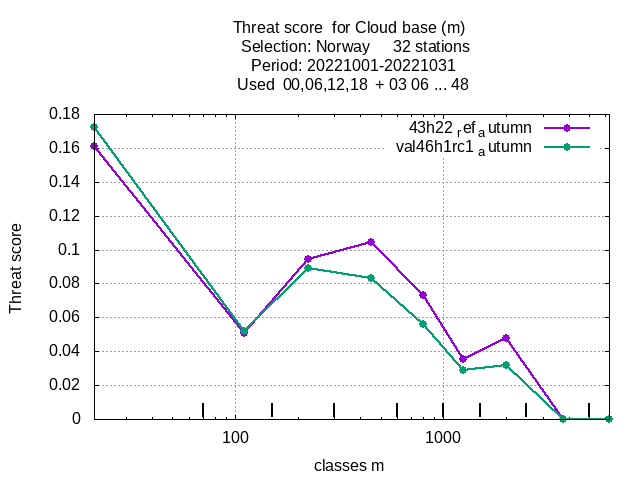 Threat score for Cloud base (m)
Selection: Norway 32 stations
Period: 20221001-20221031
Used 00,06,12,18 + 03 06 ... 48
43h22 ref a utumn
val46h1rc1 a utumn
Threat score
0.18
0.16
0.14
0.12
0.1
0.08
0.06
0.04
0.02
0
100 1000
classes m